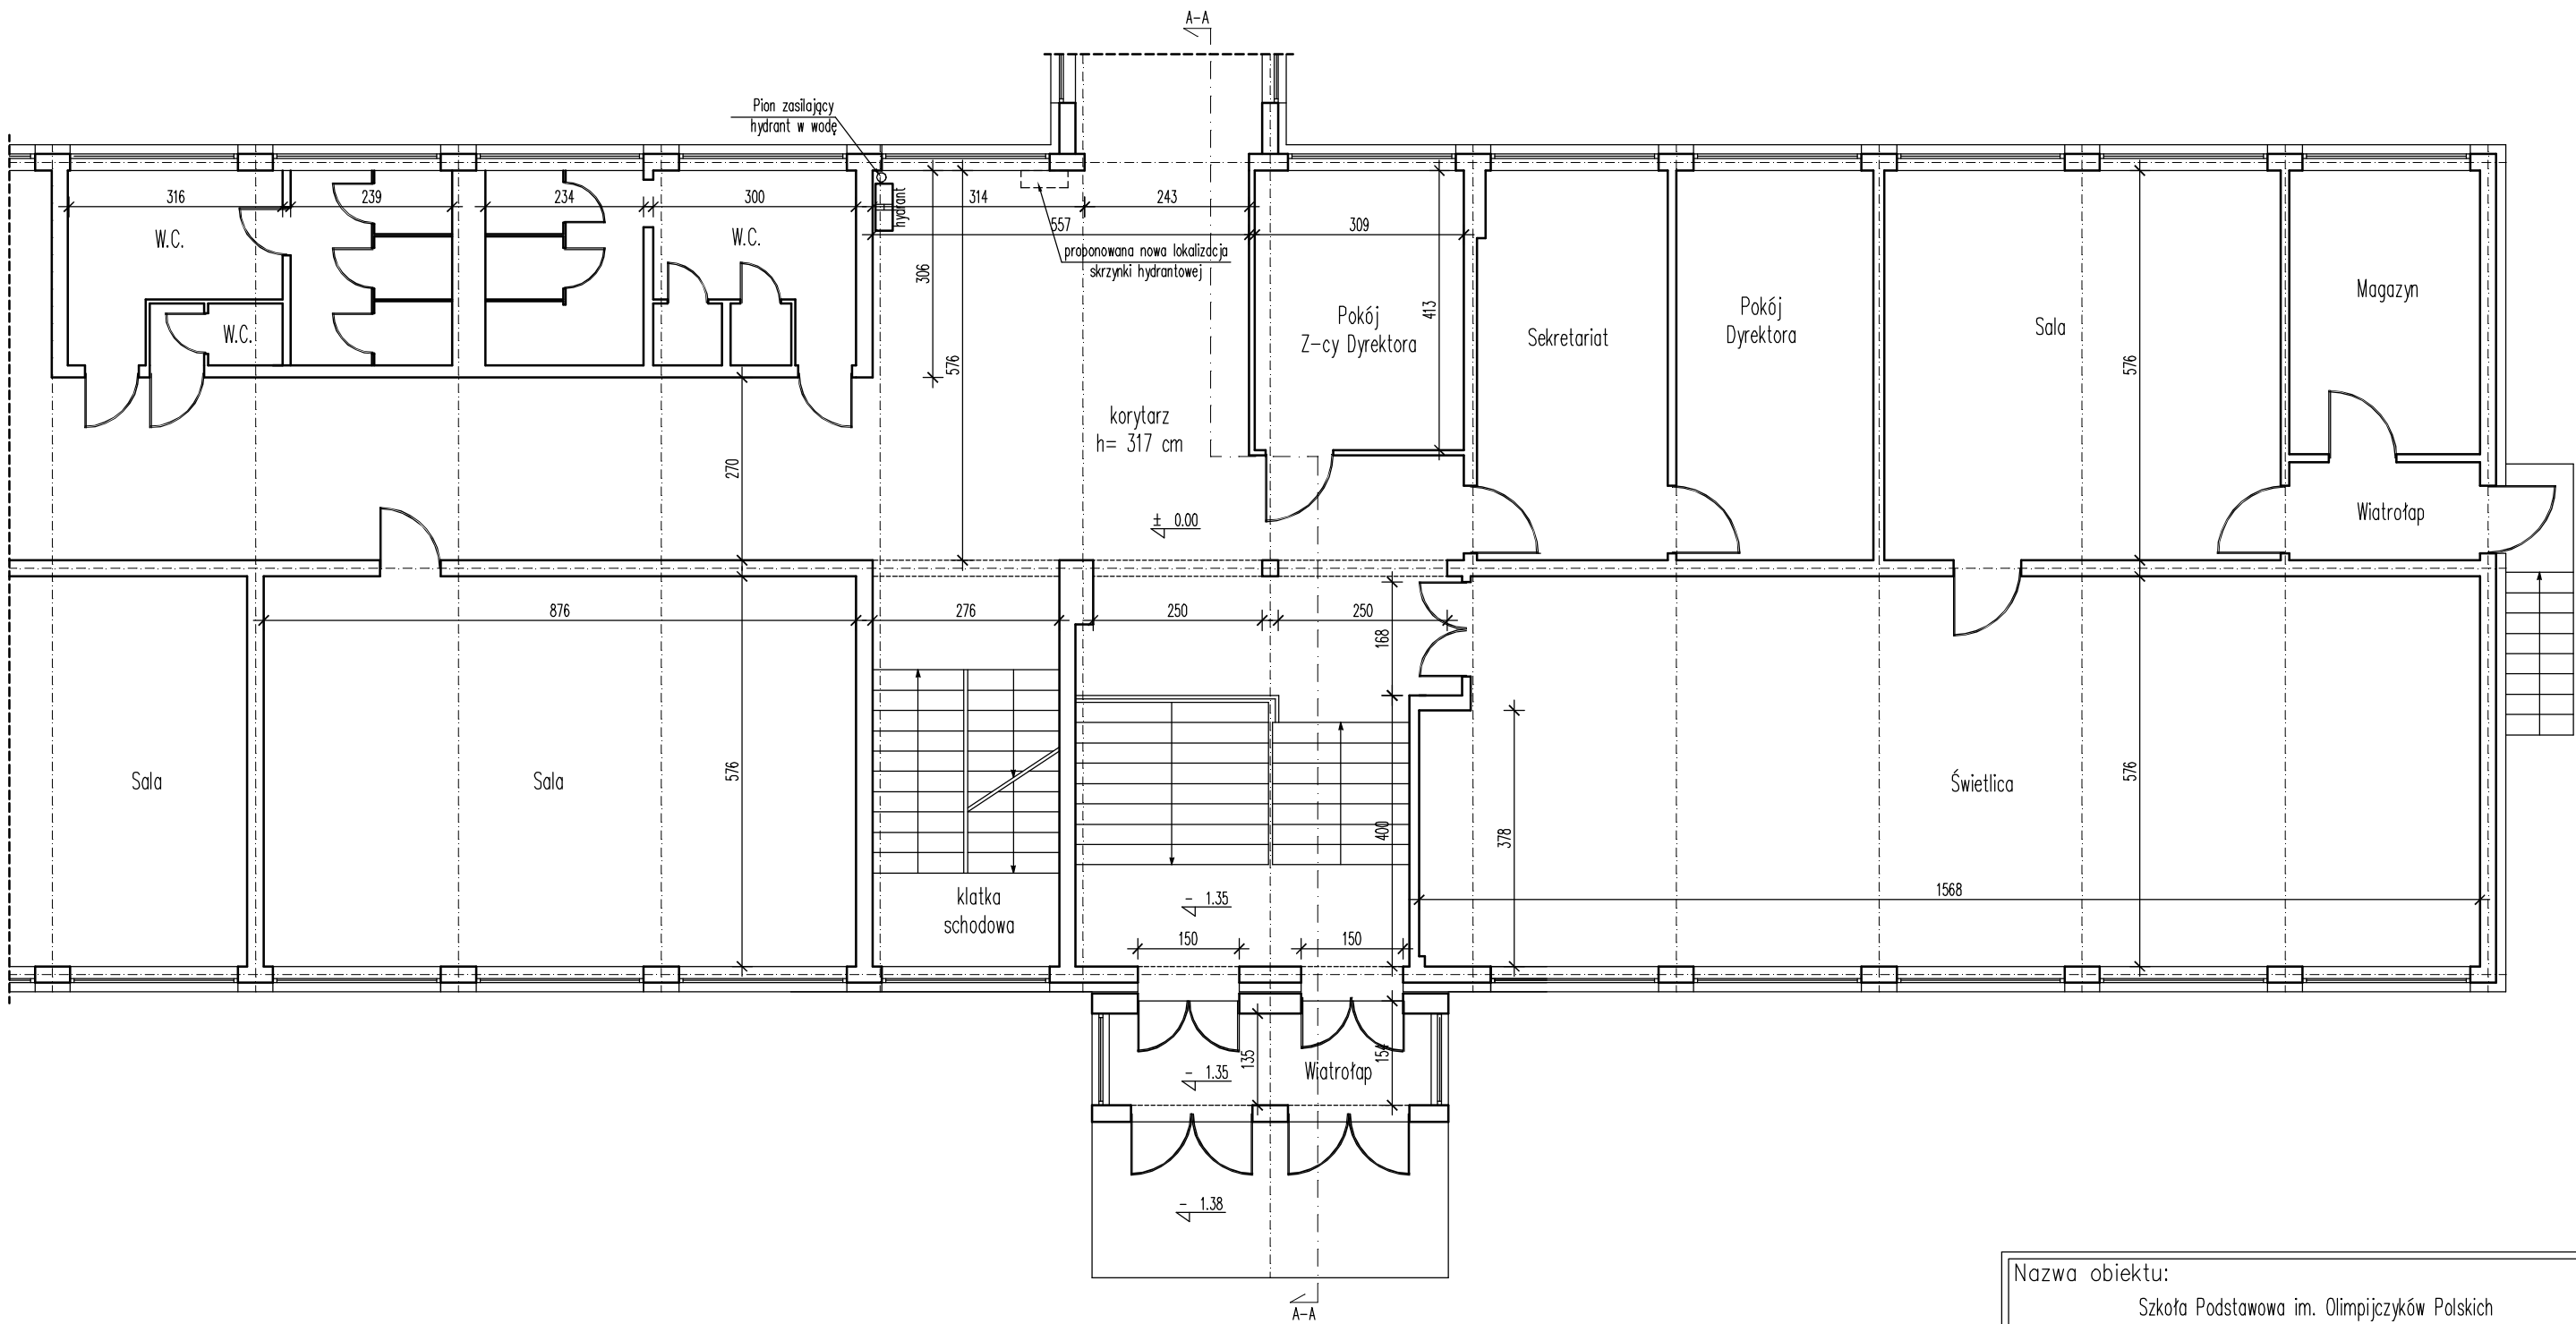 A-A
Pion zasilający
hydrant w wodę
316
239
234
300
hydrant
314
243
557
309
W.C.
W.C.
proponowana nowa lokalizacja
skrzynki hydrantowej
306
576
413
W.C.
Pokój
Z-cy Dyrektora
Sekretariat
Pokój
Dyrektora
Sala
576
Magazyn
korytarz
h= 317 cm
270
± 0.00
Wiatrołap
876
276
250
250
168
Sala
Sala
576
400
378
Świetlica
576
1568
klatka
schodowa
- 1.35
150
150
135
154
- 1.35
Wiatrołap
- 1.38
A-A
Nazwa obiektu:
Szkoła Podstawowa im. Olimpijczyków Polskich